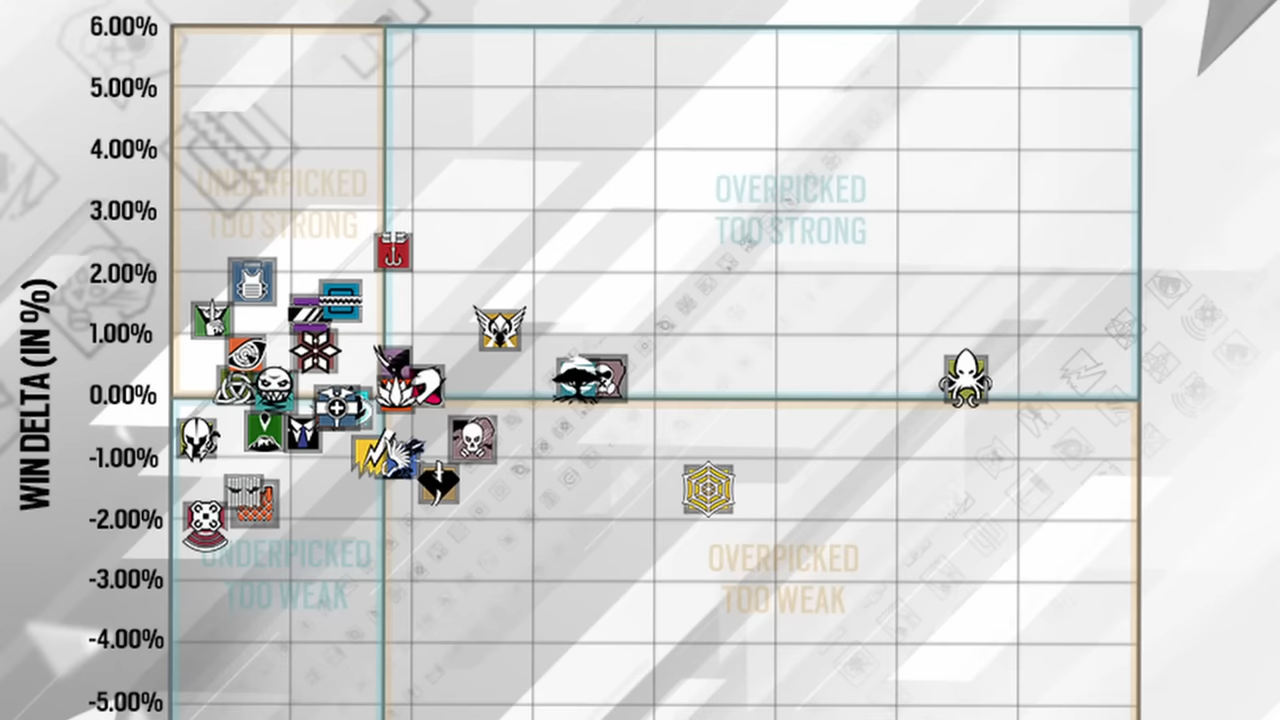 6.00%
5.00%
4.00%
3.00%
2.00%
1.00%
0.00%
-1.00%
-2.00%
-3.00%
-4.00%
-5.00%
WIN DELTA (IN %)
UNDERPICKED
TOO STRONG
OVERPICKED
TOO STRONG
UNDERPICKED
TOO WEAK
OVERPICKED
TOO WEAK